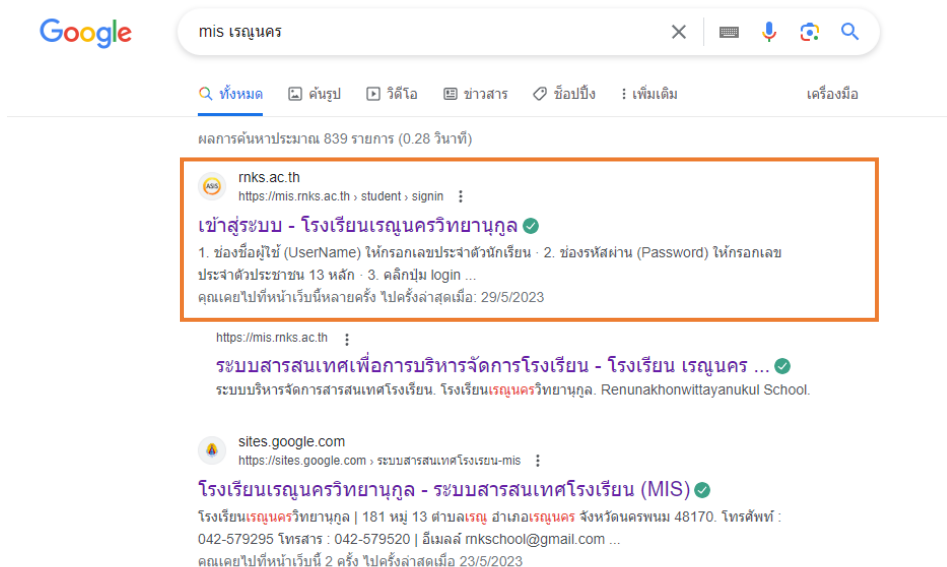 Google
mis เรณูนคร
ทั้งหมด ค้นรูป วิดีโอ ข่าวสาร ช็อปปิ้ง เพิ่มเติม เครื่องมือ
ผลการค้นหาประมาณ 839 รายการ (0.28 วินาที)
ASIS
rnks.ac.th
https://mis.rnks.ac.th › student › signin
เข้าสู่ระบบ - โรงเรียนเรณูนครวิทยานุกูล
1. ช่องชื่อผู้ใช้ (UserName) ให้กรอกเลขประจำตัวนักเรียน · 2. ช่องรหัสผ่าน (Password) ให้กรอกเลข
ประจำตัวประชาชน 13 หลัก · 3. คลิกปุ่ม login ...
คุณเคยไปที่หน้าเว็บนี้หลายครั้ง ไปครั้งล่าสุดเมื่อ: 29/5/2023
https://mis.rnks.ac.th
ระบบสารสนเทศเพื่อการบริหารจัดการโรงเรียน - โรงเรียน เรณูนคร ...
ระบบบริหารจัดการสารสนเทศโรงเรียน. โรงเรียนเรณูนครวิทยานุกูล. Renunakhonwittayanukul School.
sites.google.com
https://sites.google.com › ระบบสารสนเทศโรงเรียน-mis
โรงเรียนเรณูนครวิทยานุกูล - ระบบสารสนเทศโรงเรียน (MIS)
โรงเรียนเรณูนครวิทยานุกูล | 181 หมู่ 13 ตำบลเรณู อำเภอเรณูนคร จังหวัดนครพนม 48170. โทรศัพท์ :
042-579295 โทรสาร : 042-579520 | อีเมลล์ rnkschool@gmail.com ...
คุณเคยไปที่หน้าเว็บนี้ 2 ครั้ง ไปครั้งล่าสุดเมื่อ 23/5/2023